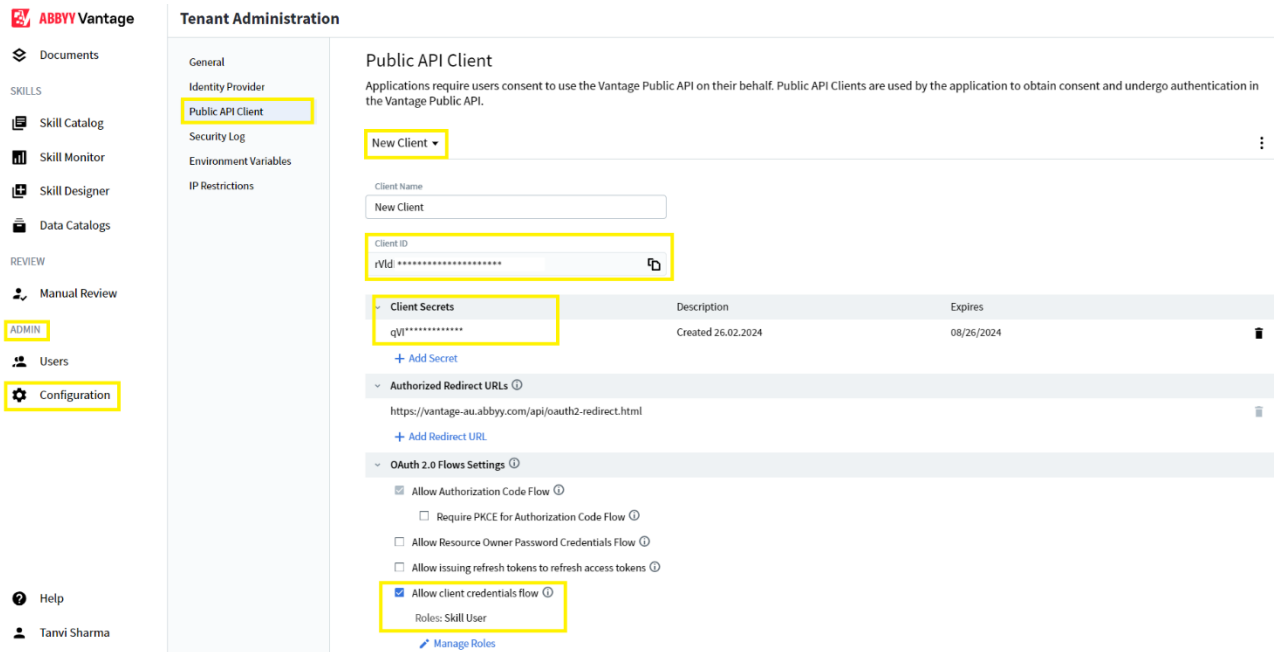 ABBYY Vantage
Documents
SKILLS
Skill Catalog
Skill Monitor
Skill Designer
Data Catalogs
REVIEW
Manual Review
ADMIN
Users
Configuration
Help
Tanvi Sharma
Tenant Administration
General
Identity Provider
Public API Client
Security Log
Environment Variables
IP Restrictions
Public API Client
Applications require users consent to use the Vantage Public API on their behalf. Public API Clients are used by the application to obtain consent and undergo authentication in
the Vantage Public API.
New Client
Client Name
New Client
Client ID
rVld *********************
Client Secrets Description Expires
qVI************* Created 26.02.2024 08/26/2024
+ Add Secret
Authorized Redirect URLs
https://vantage-au.abbyy.com/api/oauth2-redirect.html
+ Add Redirect URL
OAuth 2.0 Flows Settings
Allow Authorization Code Flow
Require PKCE for Authorization Code Flow
Allow Resource Owner Password Credentials Flow
Allow issuing refresh tokens to refresh access tokens
Allow client credentials flow
Roles: Skill User
Manage Roles